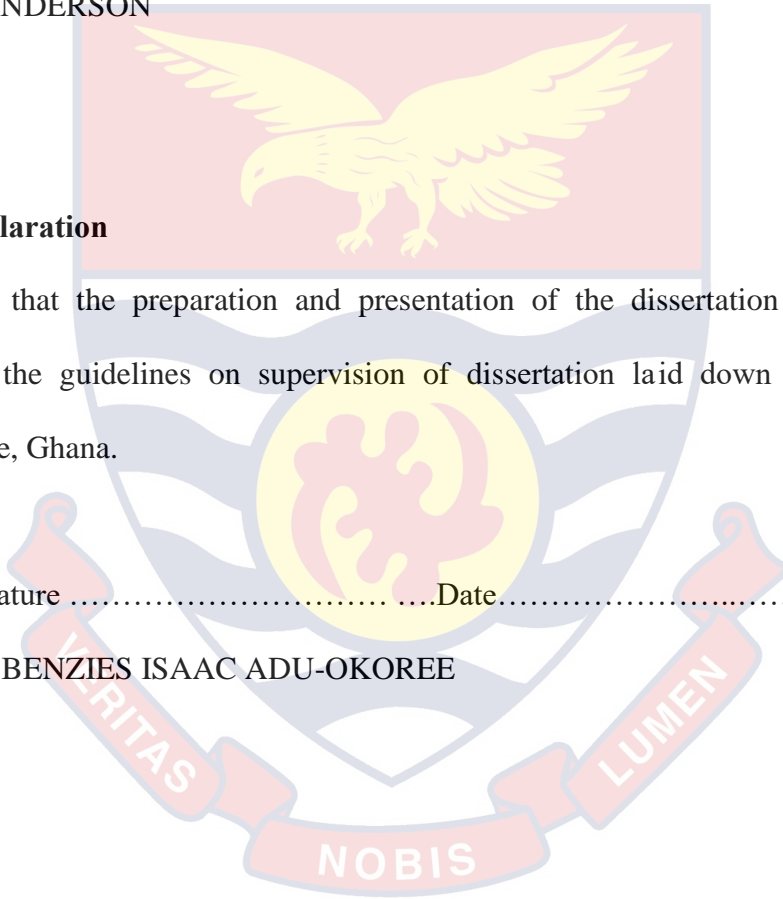 NDERSON
laration
that the preparation and presentation of the dissertation
the guidelines on supervision of dissertation laid down
e, Ghana.
ature ………………………… ….Date…………………..……
BENZIES ISAAC ADU-OKOREE
VERITAS
NOBIS
LUMEN